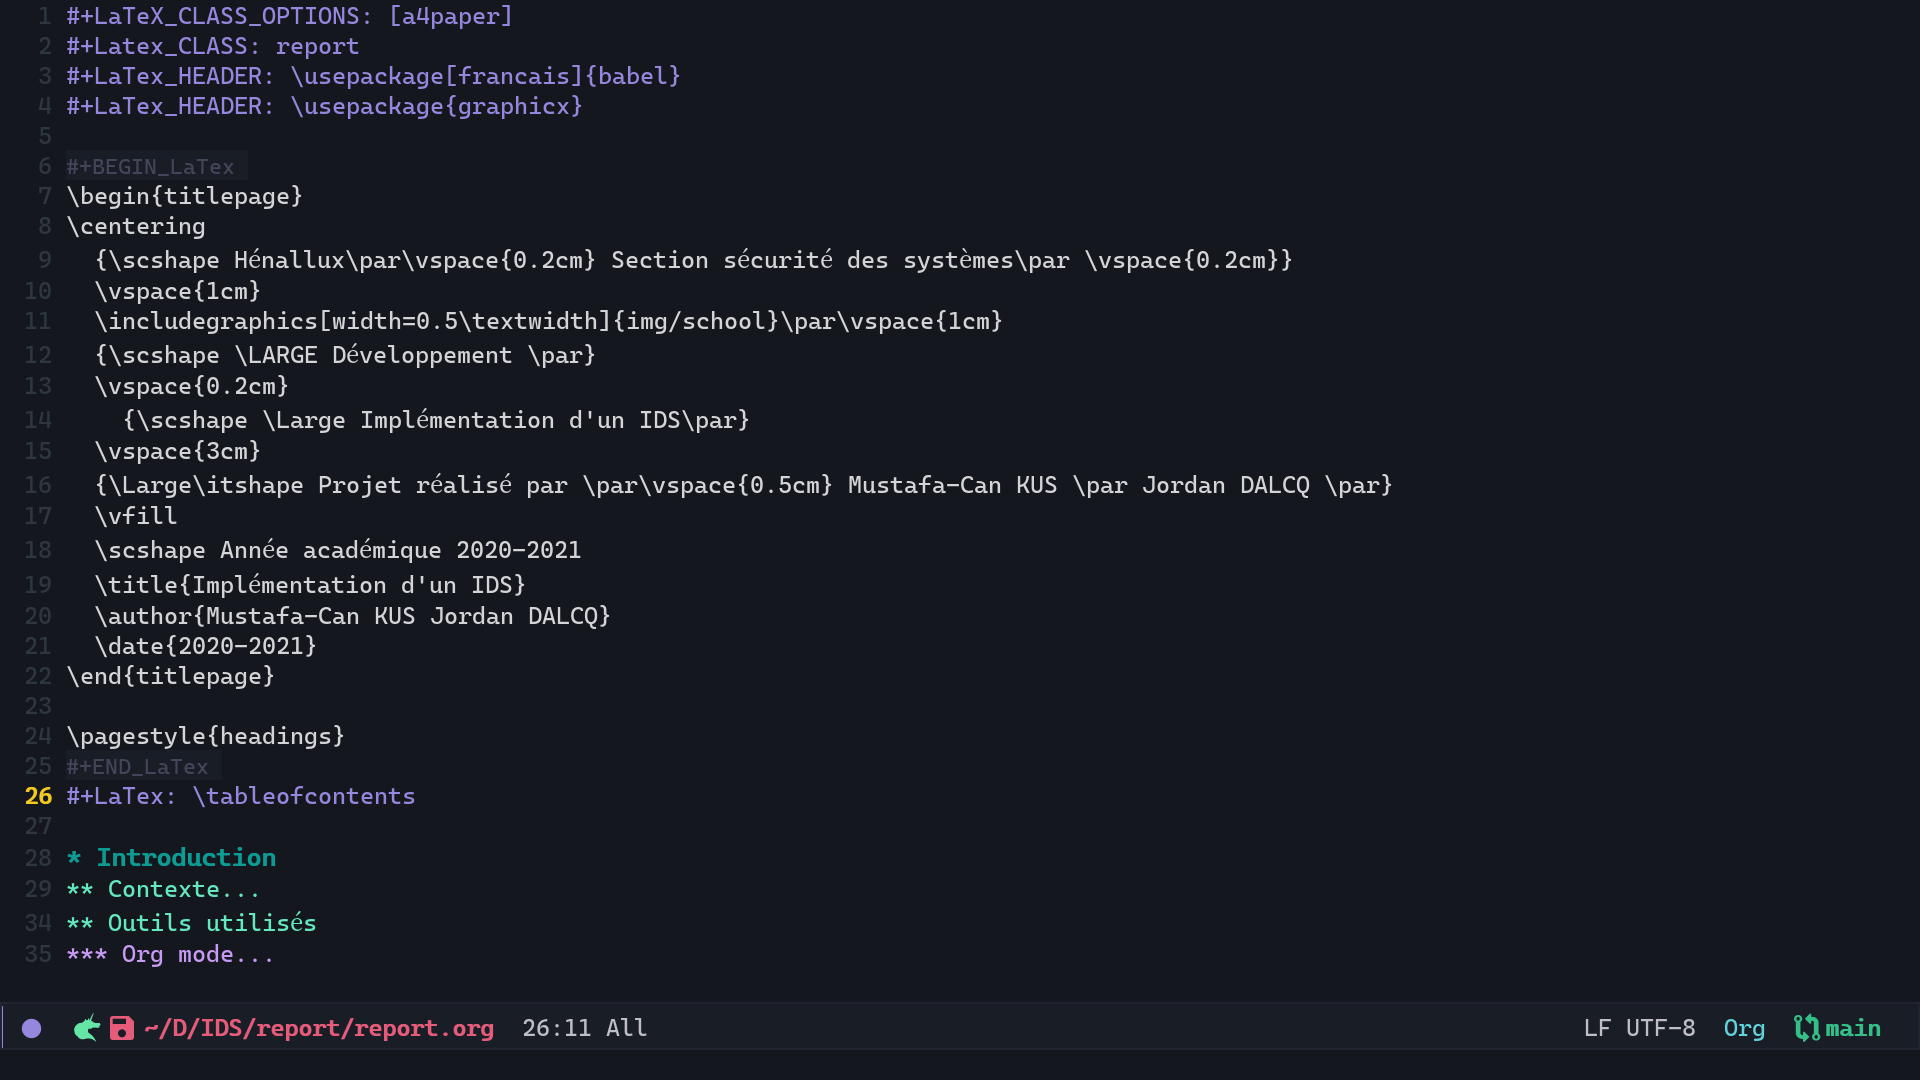 1 #+LaTeX_CLASS_OPTIONS: [a4paper]
2 #+Latex_CLASS: report
3 #+LaTex_HEADER: \usepackage[francais]{babel}
4 #+LaTex_HEADER: \usepackage{graphicx}
5
6 #+BEGIN_LaTex
7 \begin{titlepage}
8 \centering
9   {\scshape Hénallux\par\vspace{0.2cm} Section sécurité des systèmes\par \vspace{0.2cm}}
10   \vspace{1cm}
11   \includegraphics[width=0.5\textwidth]{img/school}\par\vspace{1cm}
12   {\scshape \LARGE Développement \par}
13   \vspace{0.2cm}
14     {\scshape \Large Implémentation d'un IDS\par}
15   \vspace{3cm}
16   {\Large\itshape Projet réalisé par \par\vspace{0.5cm} Mustafa-Can KUS \par Jordan DALCQ \par}
17   \vfill
18   \scshape Année académique 2020-2021
19   \title{Implémentation d'un IDS}
20   \author{Mustafa-Can KUS Jordan DALCQ}
21   \date{2020-2021}
22 \end{titlepage}
23
24 \pagestyle{headings}
25 #+END_LaTex
26 #+LaTex: \tableofcontents
27
28 * Introduction
29 ** Contexte...
34 ** Outils utilisés
35 *** Org mode...
~/D/IDS/report/report.org 26:11 All LF UTF-8 Org main